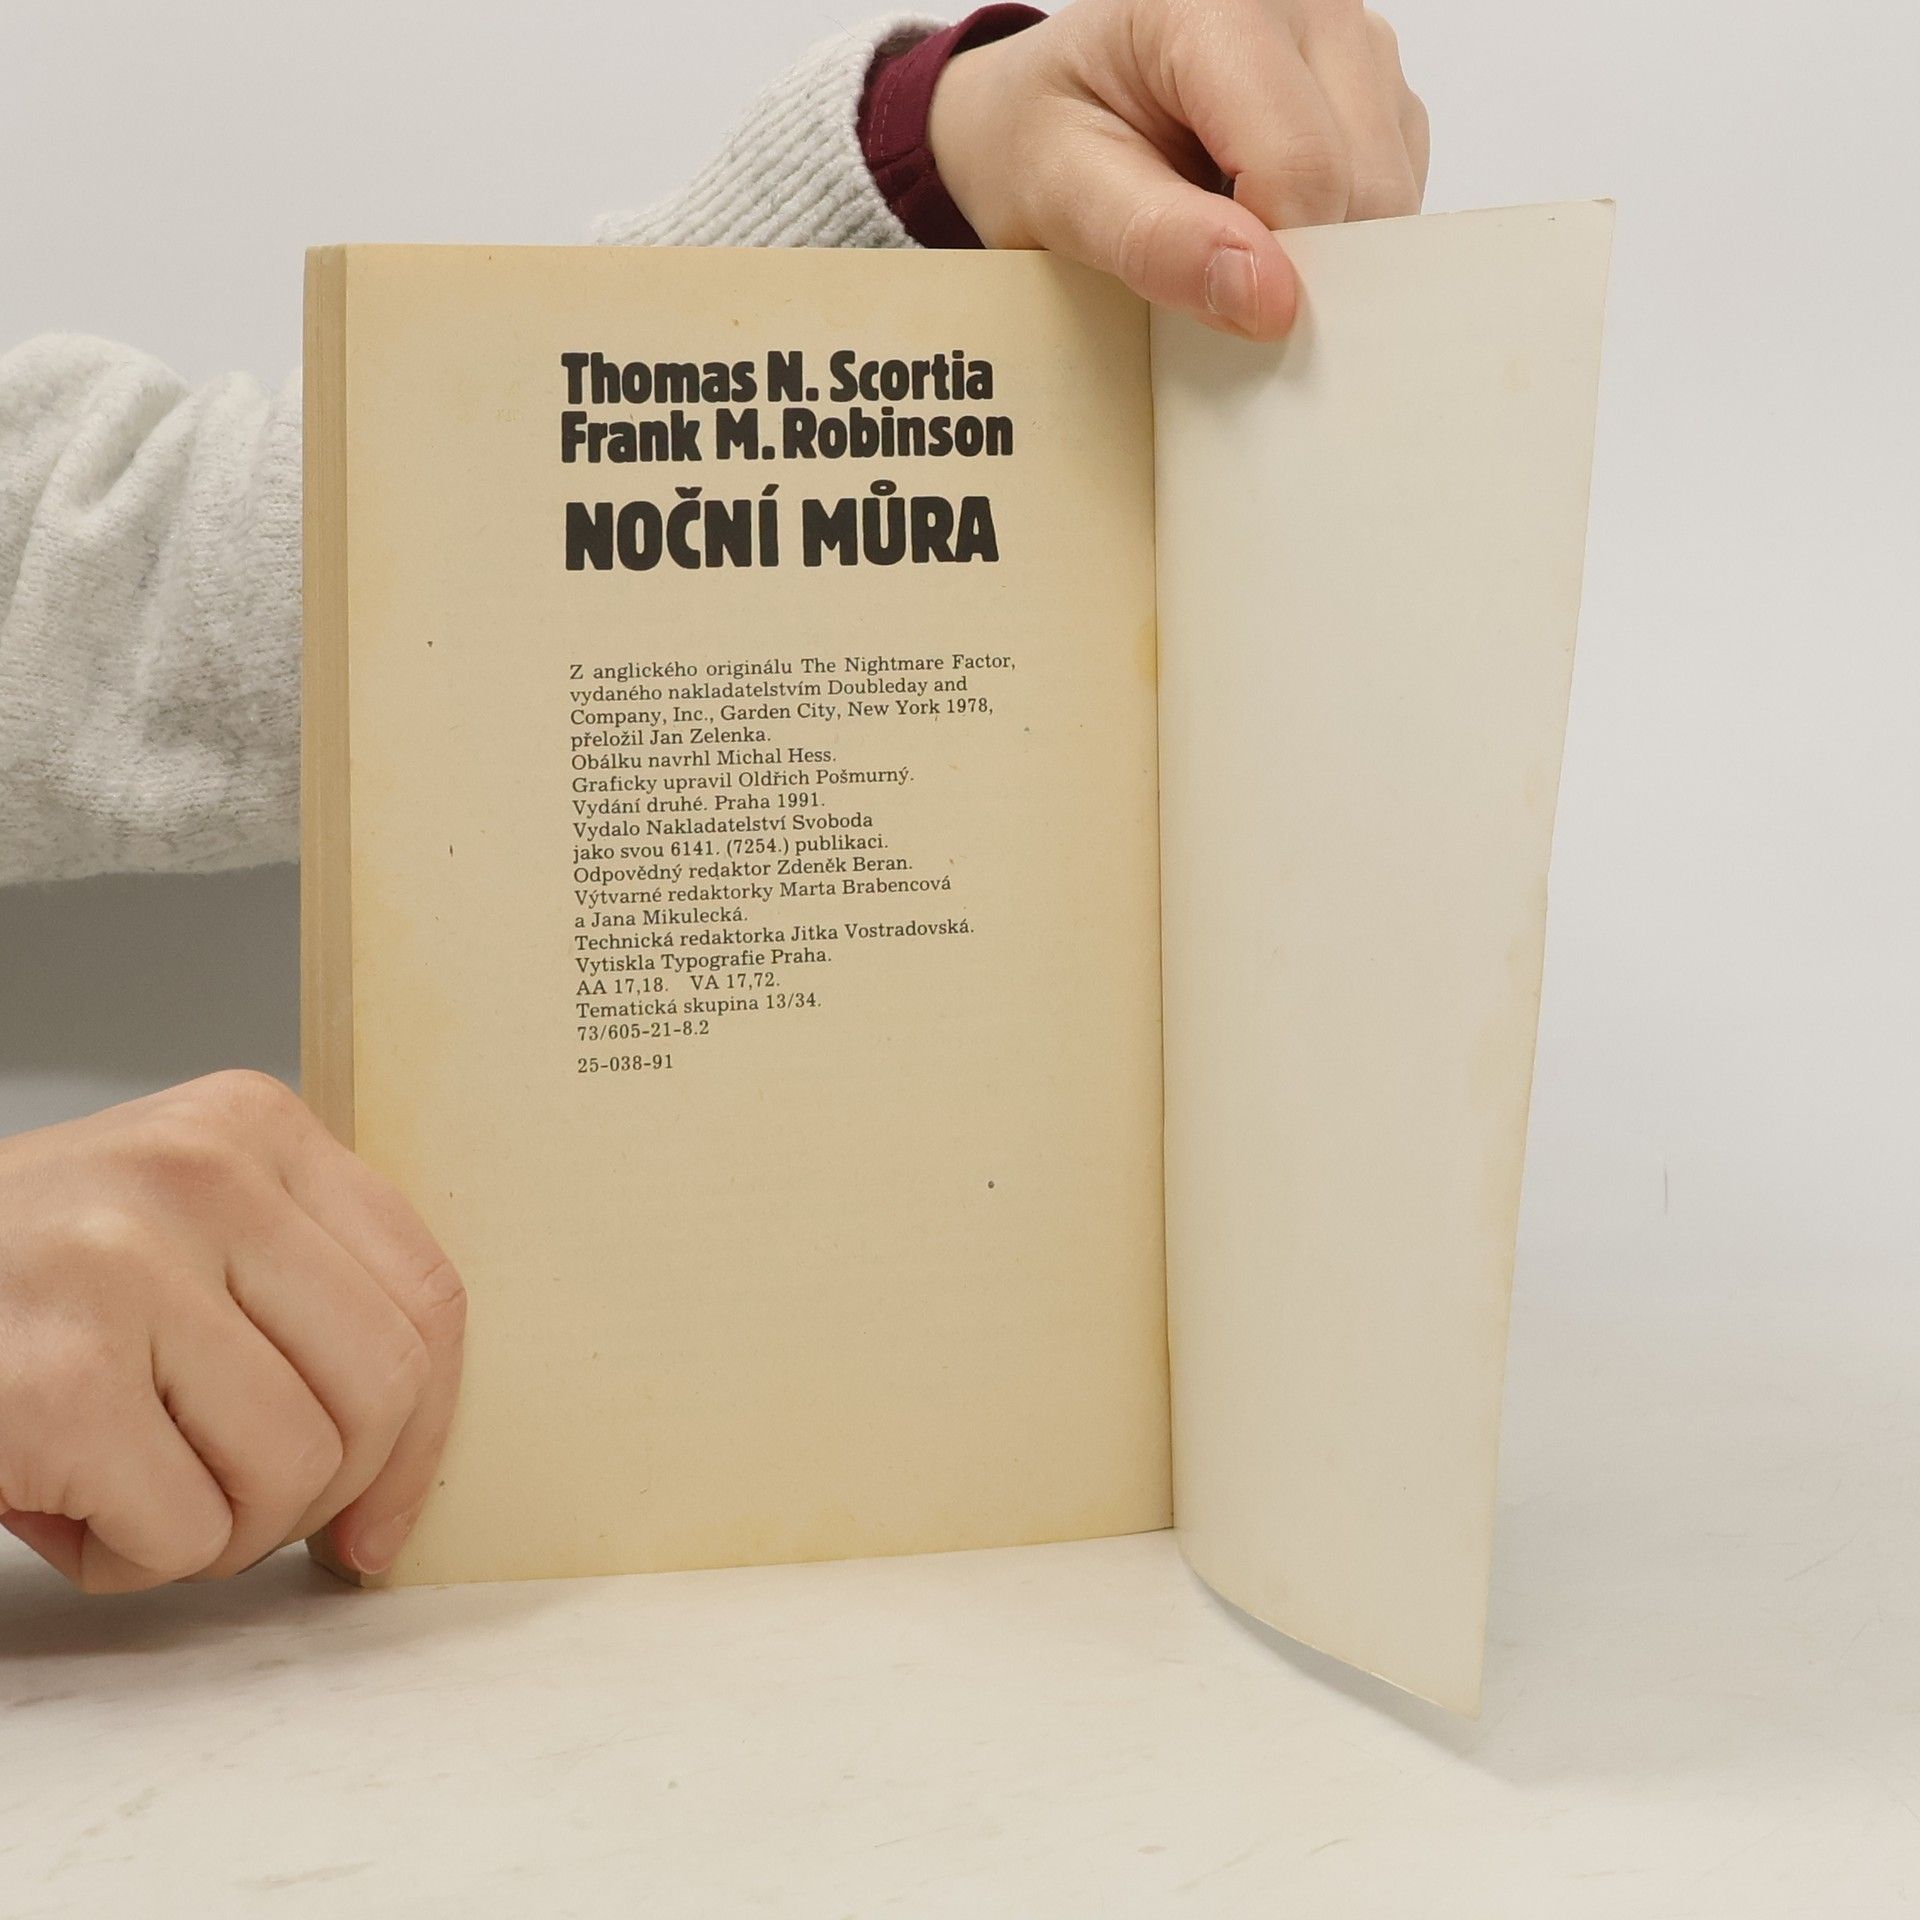 Thomas N. Scortia
Frank M. Robinson
NOČNÍ MŮRA
Z anglického originálu The Nightmare Factor,
vydaného nakladatelstvím Doubleday and
Company, Inc., Garden City, New York 1978,
přeložil Jan Zelenka.
Obálku navrhl Michal Hess.
Graficky upravil Oldřich Pošmurný.
Vydání druhé. Praha 1991.
Vydalo Nakladatelství Svoboda
jako svou 6141. (7254.) publikaci.
Odpovědný redaktor Zdeněk Beran.
Výtvarné redaktorky Marta Brabencová
a Jana Mikulecká.
Technická redaktorka Jitka Vostradovská.
Vytiskla Typografie Praha.
AA 17,18. VA 17,72.
Tematická skupina 13/34.
73/605-21-8.2
25-038-91